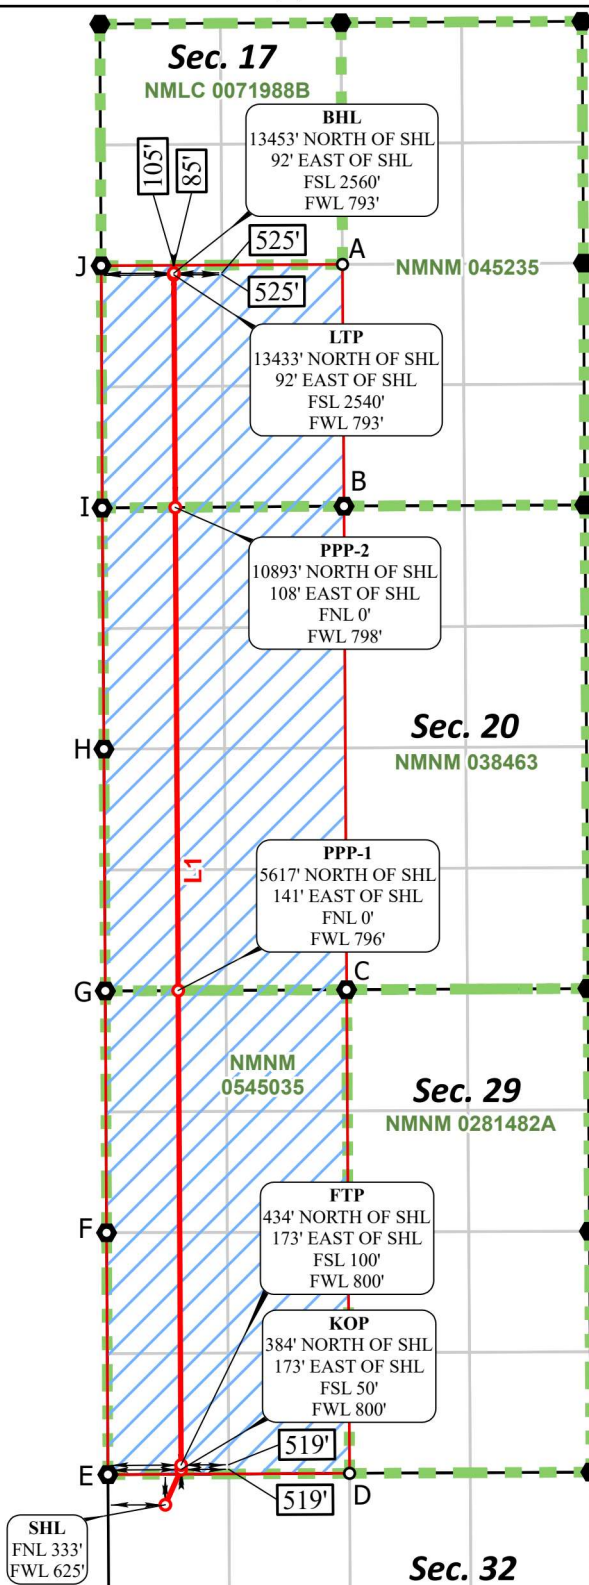 Sec. 17
NMLC 0071988B
BHL
13453' NORTH OF SHL
92' EAST OF SHL
FSL 2560'
FWL 793'
105'
85'
525'
J
A
NMNM 045235
525'
LTP
13433' NORTH OF SHL
92' EAST OF SHL
FSL 2540'
FWL 793'
I
B
PPP-2
10893' NORTH OF SHL
108' EAST OF SHL
FNL 0'
FWL 798'
Sec. 20
NMNM 038463
H
L1
PPP-1
5617' NORTH OF SHL
141' EAST OF SHL
FNL 0'
FWL 796'
G
C
NMNM
0545035
Sec. 29
NMNM 0281482A
FTP
434' NORTH OF SHL
173' EAST OF SHL
FSL 100'
FWL 800'
F
KOP
384' NORTH OF SHL
173' EAST OF SHL
FSL 50'
FWL 800'
519'
E
D
519'
SHL
FNL 333'
FWL 625'
Sec. 32